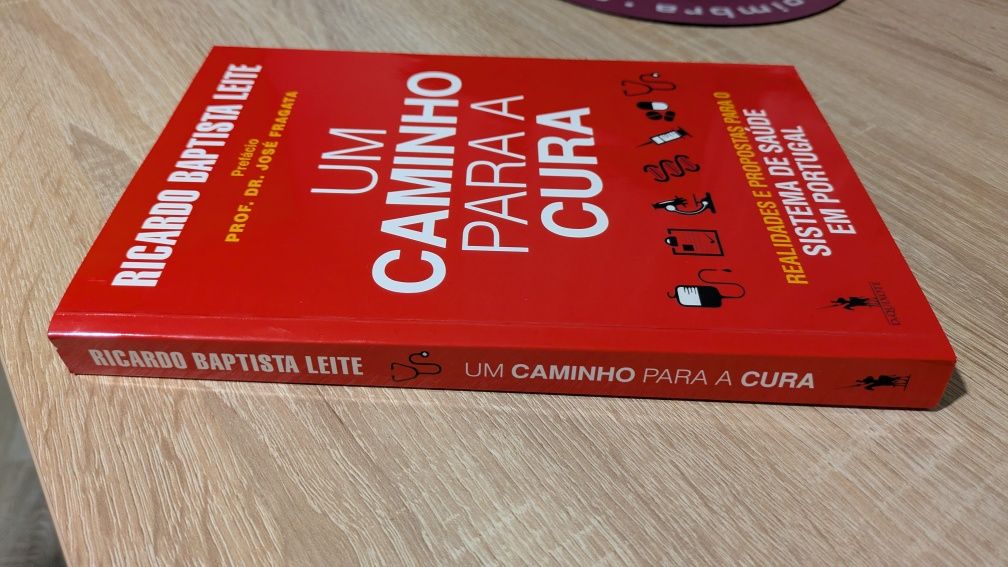 RICARDO BAPTISTA LEITE
Prefácio
PROF. DR. JOSÉ FRAGATA
UM
CAMINHO
PARA A
CURA
REALIDADES E PROPOSTAS PARA O
SISTEMA DE SAÚDE
EM PORTUGAL
D.QUIXOTE
RICARDO BAPTISTA LEITE
UM CAMINHO PARA A CURA